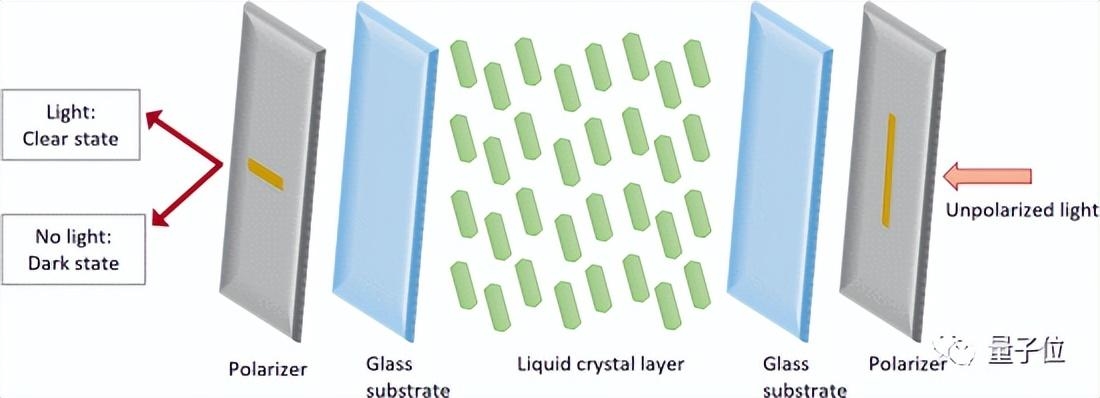 Light:
Clear state
No light:
Dark state
Unpolarized light
Polarizer
Glass
substrate
Liquid crystal layer
Glass
substrate
Polarizer
量子位